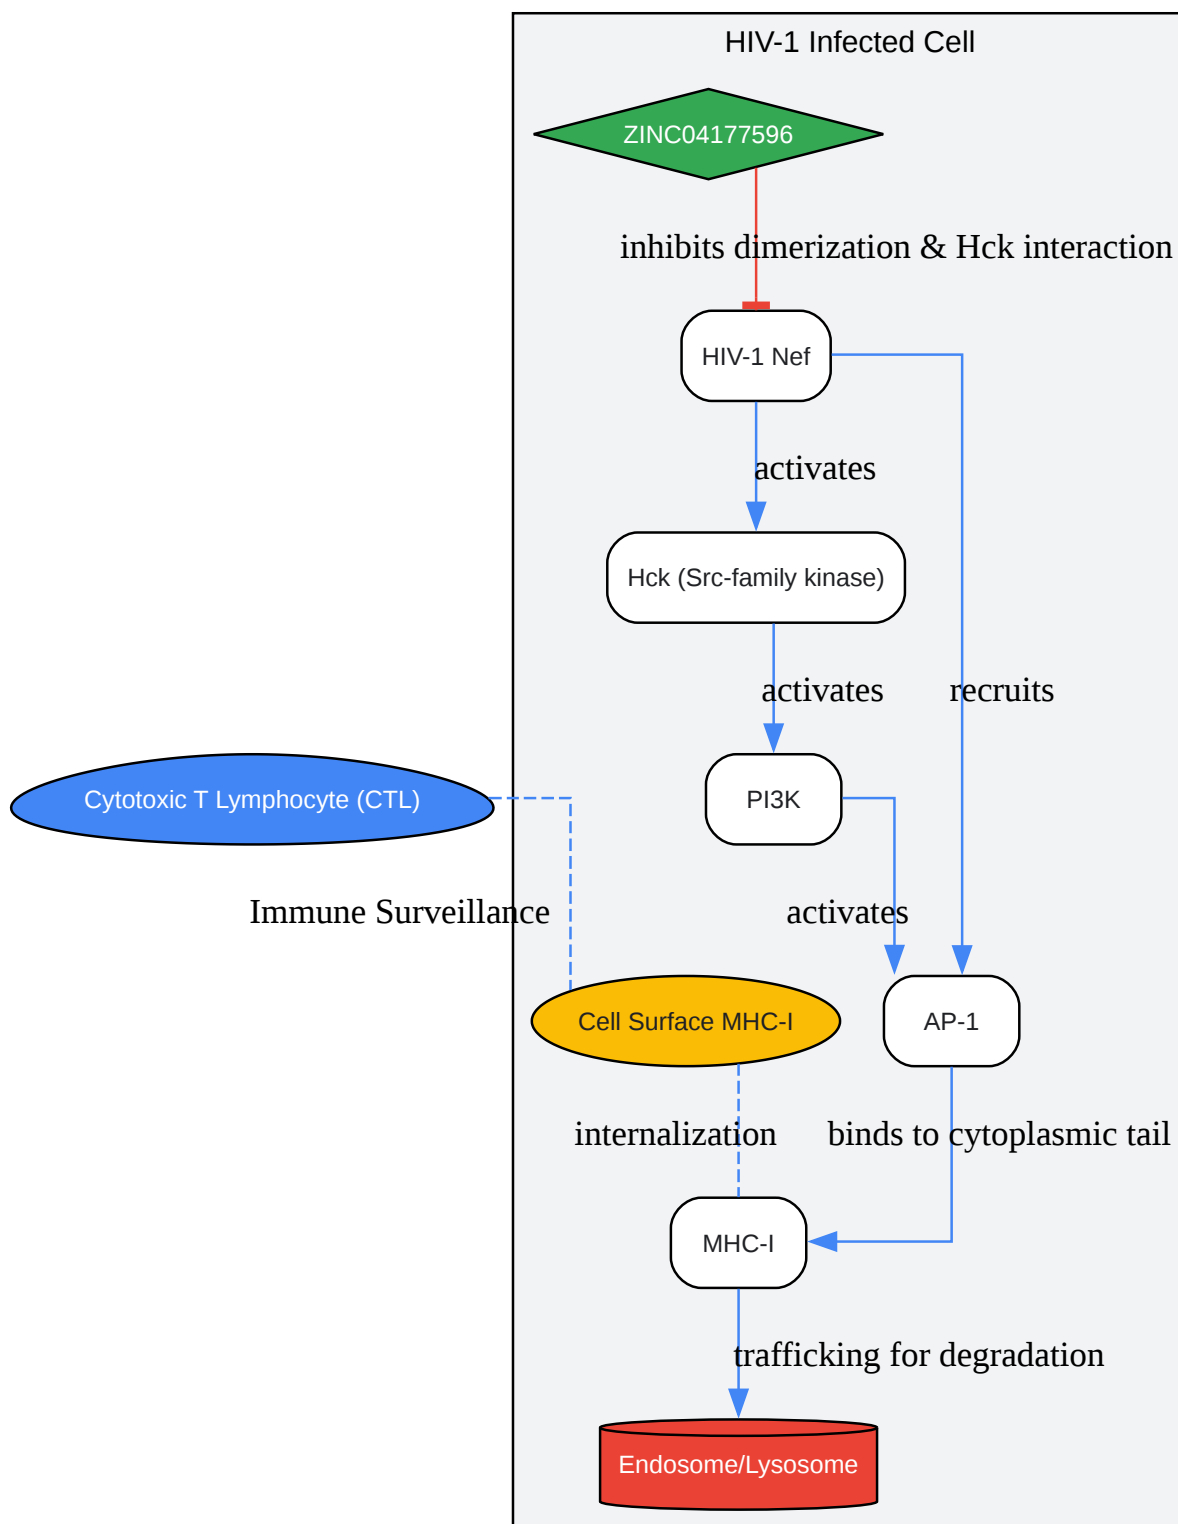 HIV-1 Infected Cell
ZINC04177596
inhibits dimerization & Hck interaction
HIV-1 Nef
activates
Hck (Src-family kinase)
activates
recruits
Cytotoxic T Lymphocyte (CTL)
PI3K
Immune Surveillance
activates
Cell Surface MHC-I
AP-1
internalization
binds to cytoplasmic tail
MHC-I
trafficking for degradation
Endosome/Lysosome